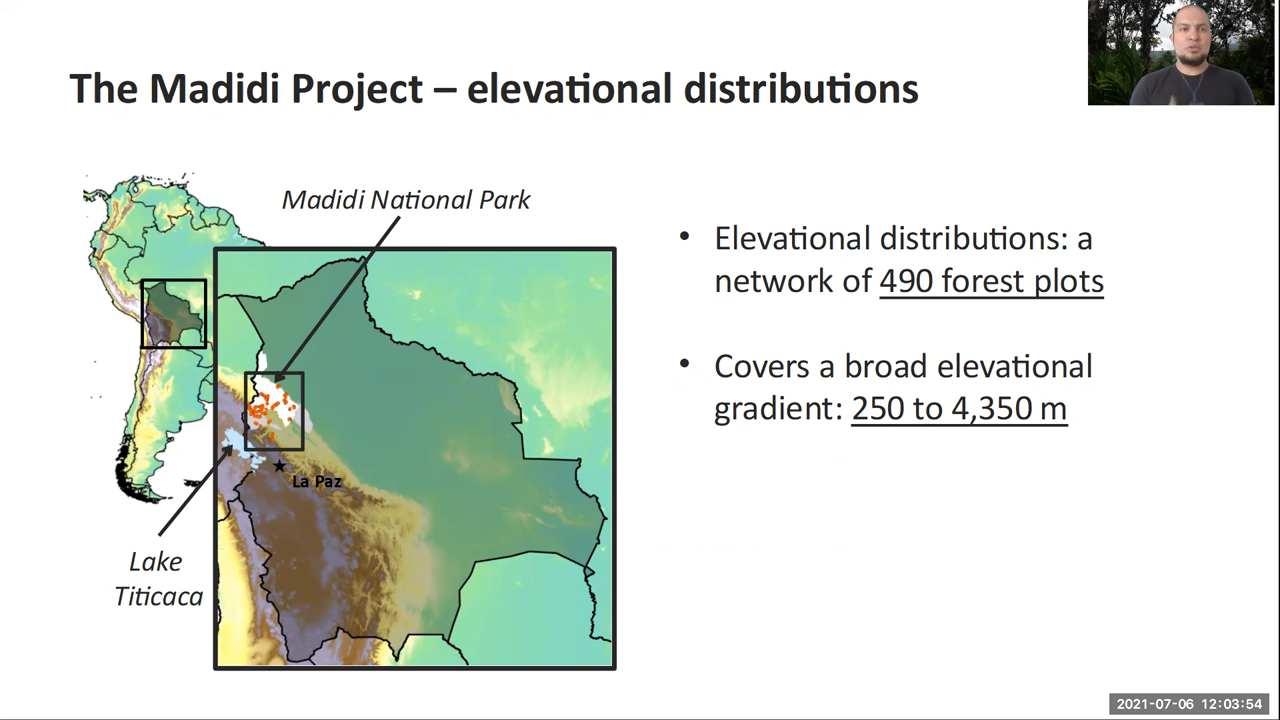 The Madidi Project – elevational distributions
Madidi National Park
La Paz
Lake
Titicaca
• Elevational distributions: a
network of 490 forest plots
• Covers a broad elevational
gradient: 250 to 4,350 m
2021-07-06 12:03:54